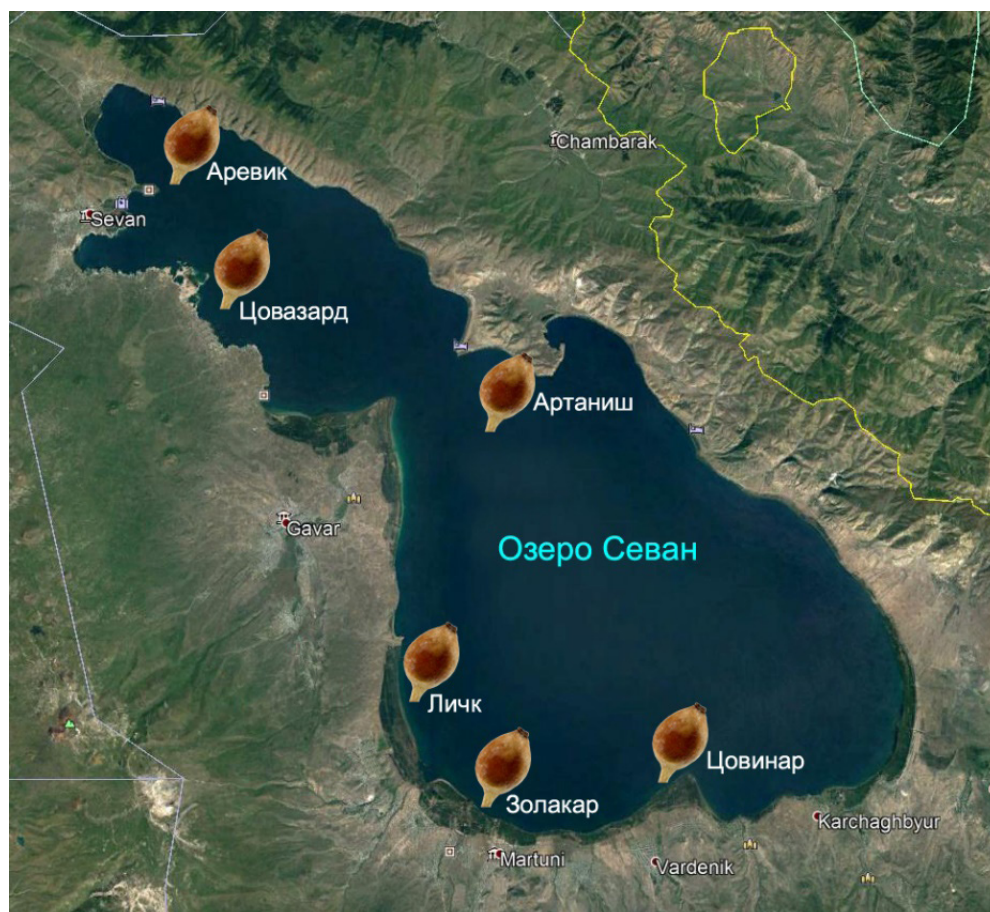 Chambarak
Аревик
Sevan
Цовазард
Артаниш
Gavar
Озеро Севан
Личк
Цовинар
Золакар
Karchaghbyur
Martuni
Vardenik